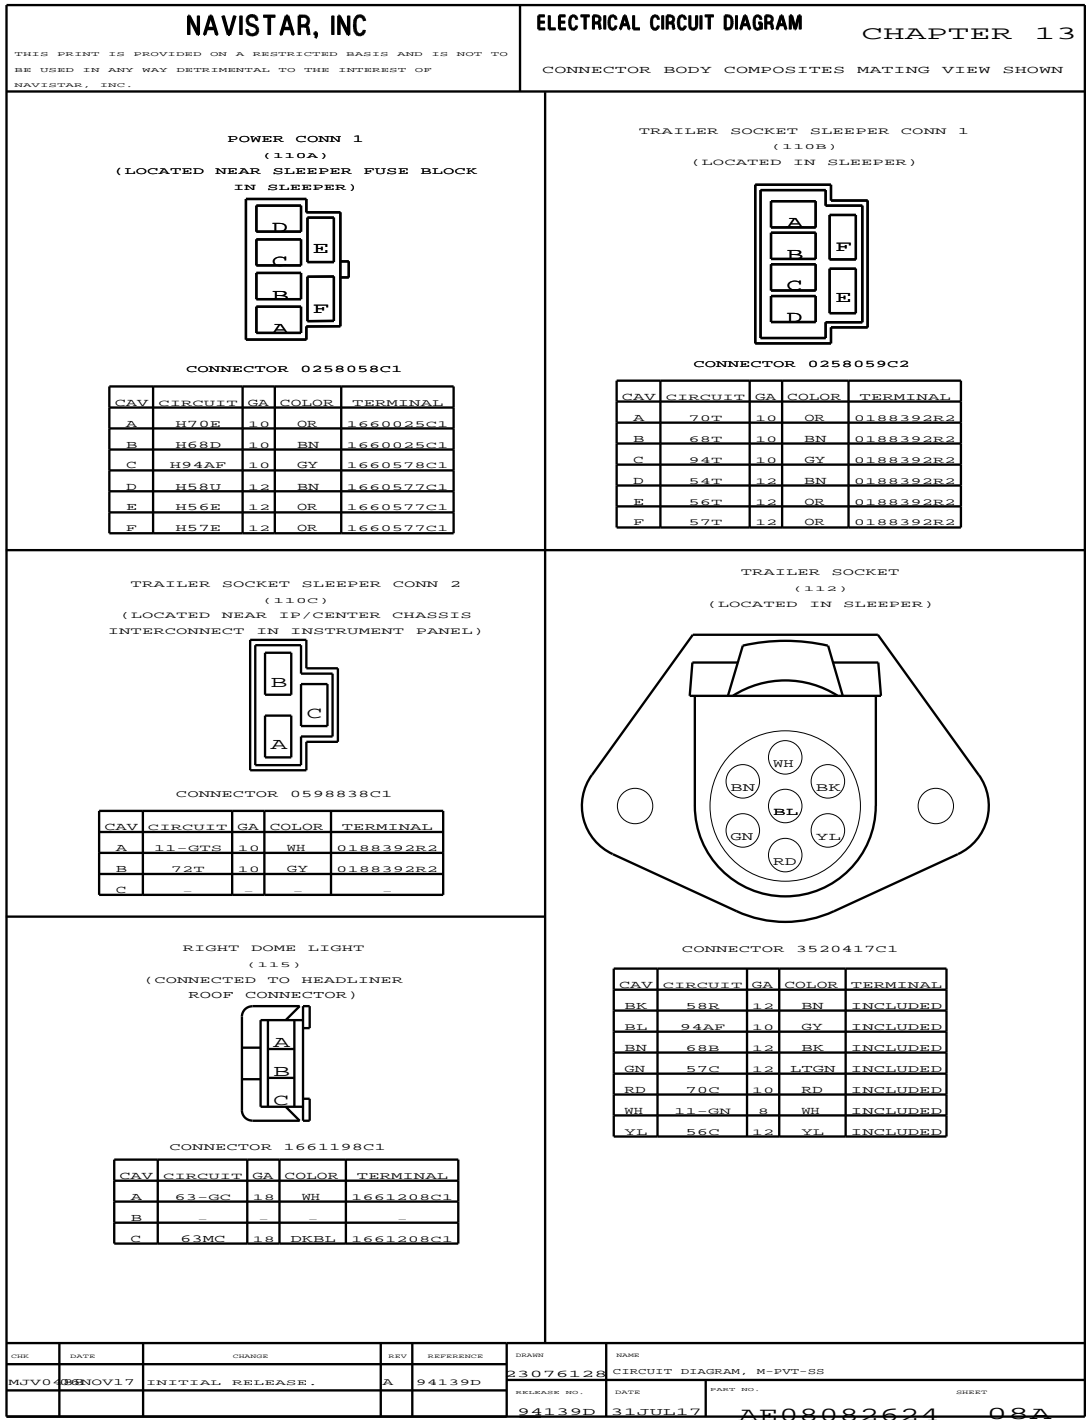 NAVISTAR, INC
THIS PRINT IS PROVIDED ON A RESTRICTED BASIS AND IS NOT TO
BE USED IN ANY WAY DETRIMENTAL TO THE INTEREST OF
NAVISTAR, INC.
ELECTRICAL CIRCUIT DIAGRAM
CHAPTER 13
CONNECTOR BODY COMPOSITES MATING VIEW SHOWN
POWER CONN 1
(110A)
(LOCATED NEAR SLEEPER FUSE BLOCK
IN SLEEPER)
D
E
C
B
F
A
CONNECTOR 0258058C1
CAV CIRCUIT GA COLOR TERMINAL
A H70E 10 OR 1660025C1
B H68D 10 BN 1660025C1
C H94AF 10 GY 1660578C1
D H58U 12 BN 1660577C1
E H56E 12 OR 1660577C1
F H57E 12 OR 1660577C1
TRAILER SOCKET SLEEPER CONN 1
(110B)
(LOCATED IN SLEEPER)
A
F
B
C
E
D
CONNECTOR 0258059C2
CAV CIRCUIT GA COLOR TERMINAL
A 70T 10 OR 0188392R2
B 68T 10 BN 0188392R2
C 94T 10 GY 0188392R2
D 54T 12 BN 0188392R2
E 56T 12 OR 0188392R2
F 57T 12 OR 0188392R2
TRAILER SOCKET SLEEPER CONN 2
(110C)
(LOCATED NEAR IP/CENTER CHASSIS
INTERCONNECT IN INSTRUMENT PANEL)
B
C
A
CONNECTOR 0598838C1
CAV CIRCUIT GA COLOR TERMINAL
A 11-GTS 10 WH 0188392R2
B 72T 10 GY 0188392R2
C - - - -
TRAILER SOCKET
(112)
(LOCATED IN SLEEPER)
WH
BN BK
BL
GN YL
RD
CONNECTOR 3520417C1
CAV CIRCUIT GA COLOR TERMINAL
BK 58R 12 BN INCLUDED
BL 94AF 10 GY INCLUDED
BN 68B 12 BK INCLUDED
GN 57C 12 LTGN INCLUDED
RD 70C 10 RD INCLUDED
WH 11-GN 8 WH INCLUDED
YL 56C 12 YL INCLUDED
RIGHT DOME LIGHT
(115)
(CONNECTED TO HEADLINER
ROOF CONNECTOR)
A
B
C
CONNECTOR 1661198C1
CAV CIRCUIT GA COLOR TERMINAL
A 63-GC 18 WH 1661208C1
B - - - -
C 63MC 18 DKBL 1661208C1
CHK DATE CHANGE REV REFERENCE
INITIAL RELEASE. A 94139D
DRAWN
23076128
NAME
CIRCUIT DIAGRAM, M-PVT-SS
RELEASE NO.
94139D
DATE
31JUL17
PART NO.
AE08082624
SHEET
08A